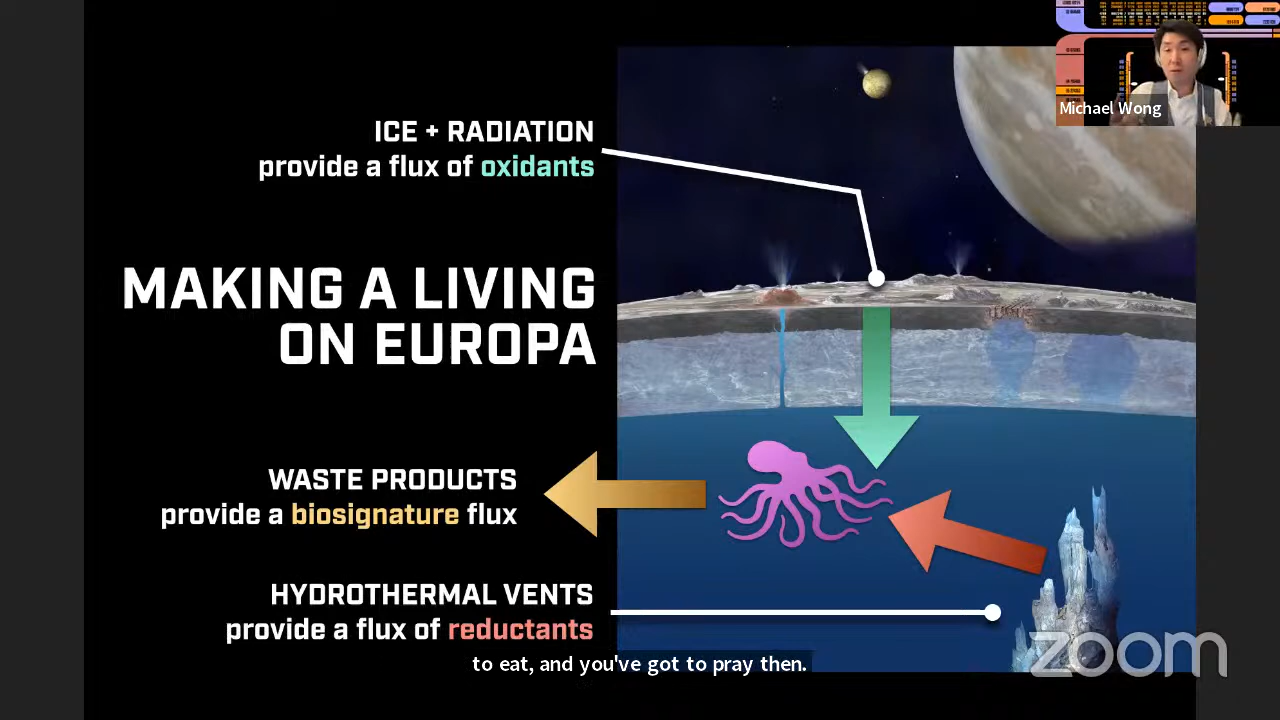 Michael Wong
ICE + RADIATION
provide a flux of oxidants
MAKING A LIVING
ON EUROPA
WASTE PRODUCTS
provide a biosignature flux
HYDROTHERMAL VENTS
provide a flux of reductants
to eat, and you've got to pray then.
zoom